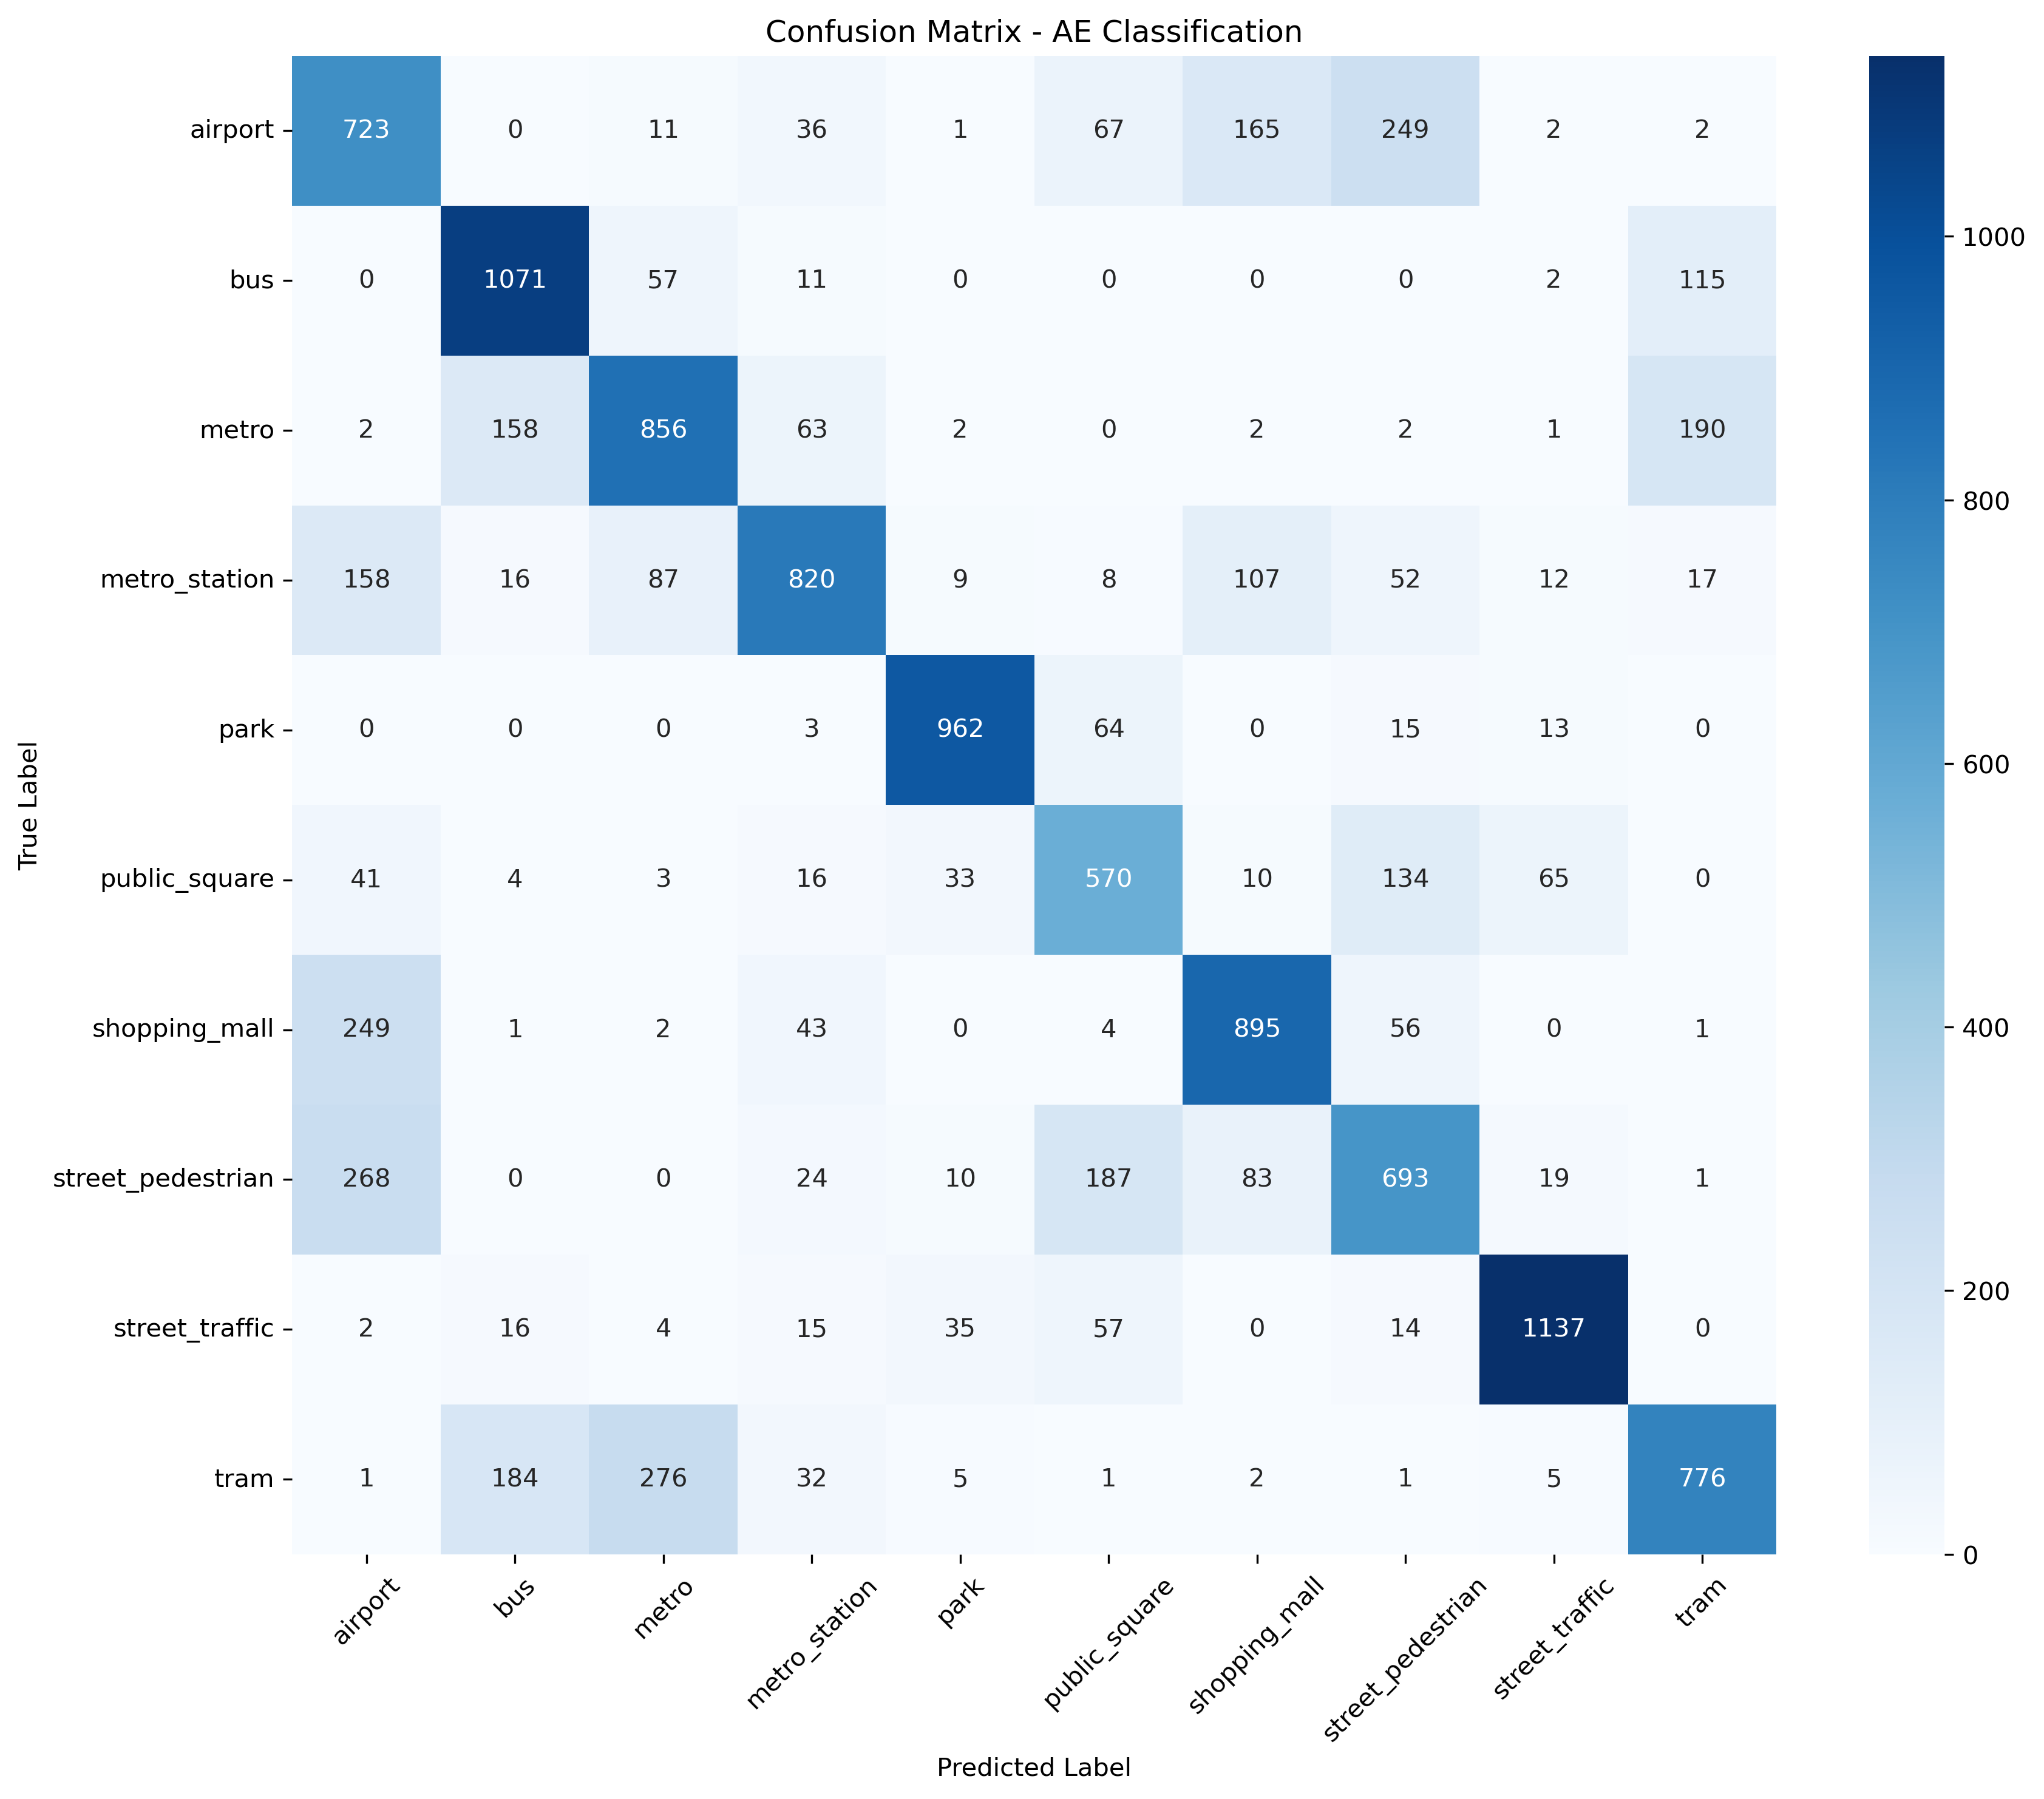 Confusion Matrix - AE Classification
airport 723 0 11 36 1 67 165 249 2 2
bus 0 1071 57 11 0 0 0 0 2 115
metro 2 158 856 63 2 0 2 2 1 190
metro_station 158 16 87 820 9 8 107 52 12 17
park 0 0 0 3 962 64 0 15 13 0
public_square 41 4 3 16 33 570 10 134 65 0
shopping_mall 249 1 2 43 0 4 895 56 0 1
street_pedestrian 268 0 0 24 10 187 83 693 19 1
street_traffic 2 16 4 15 35 57 0 14 1137 0
tram 1 184 276 32 5 1 2 1 5 776
True Label
airport bus metro metro_station park public_square shopping_mall street_pedestrian street_traffic tram
Predicted Label
1000
800
600
400
200
0